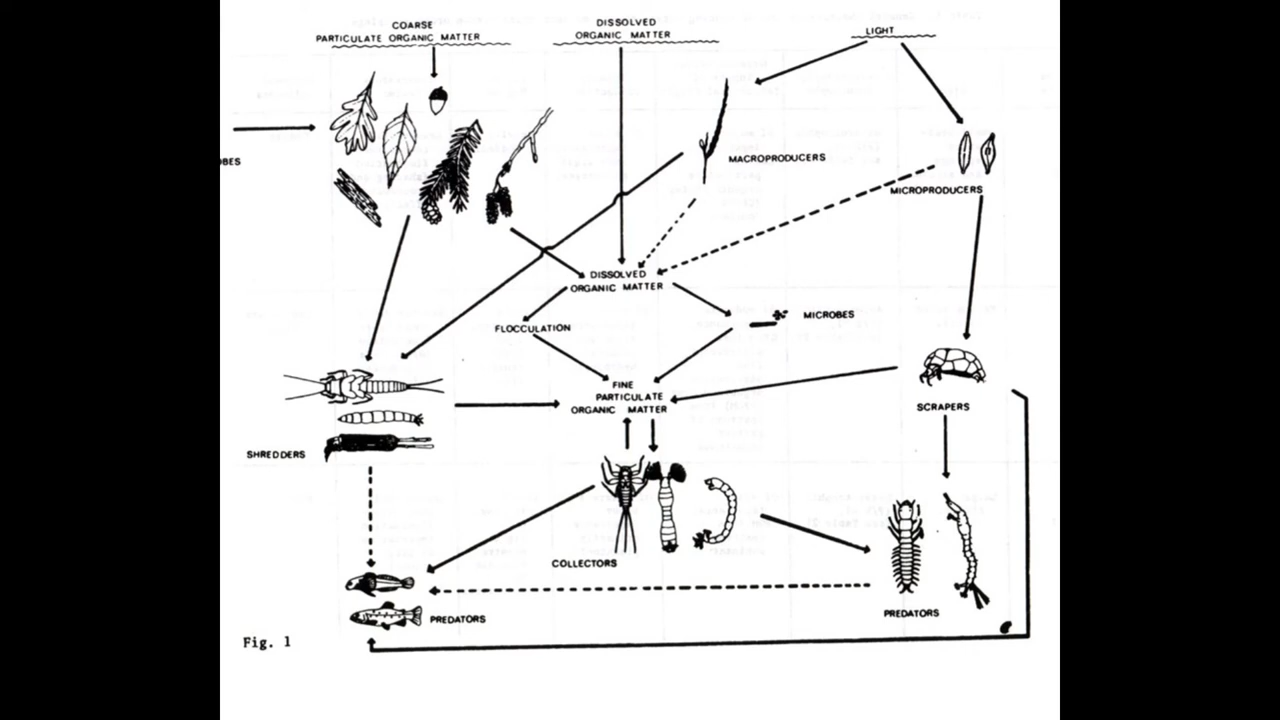 COARSE
PARTICULATE ORGANIC MATTER
DISSOLVED
ORGANIC MATTER
LIGHT
OBES
MACROPRODUCERS
MICROPRODUCERS
DISSOLVED
ORGANIC MATTER
FLOCCULATION
MICROBES
FINE
PARTICULATE
ORGANIC MATTER
SCRAPERS
SHREDDERS
COLLECTORS
PREDATORS
PREDATORS
Fig. 1